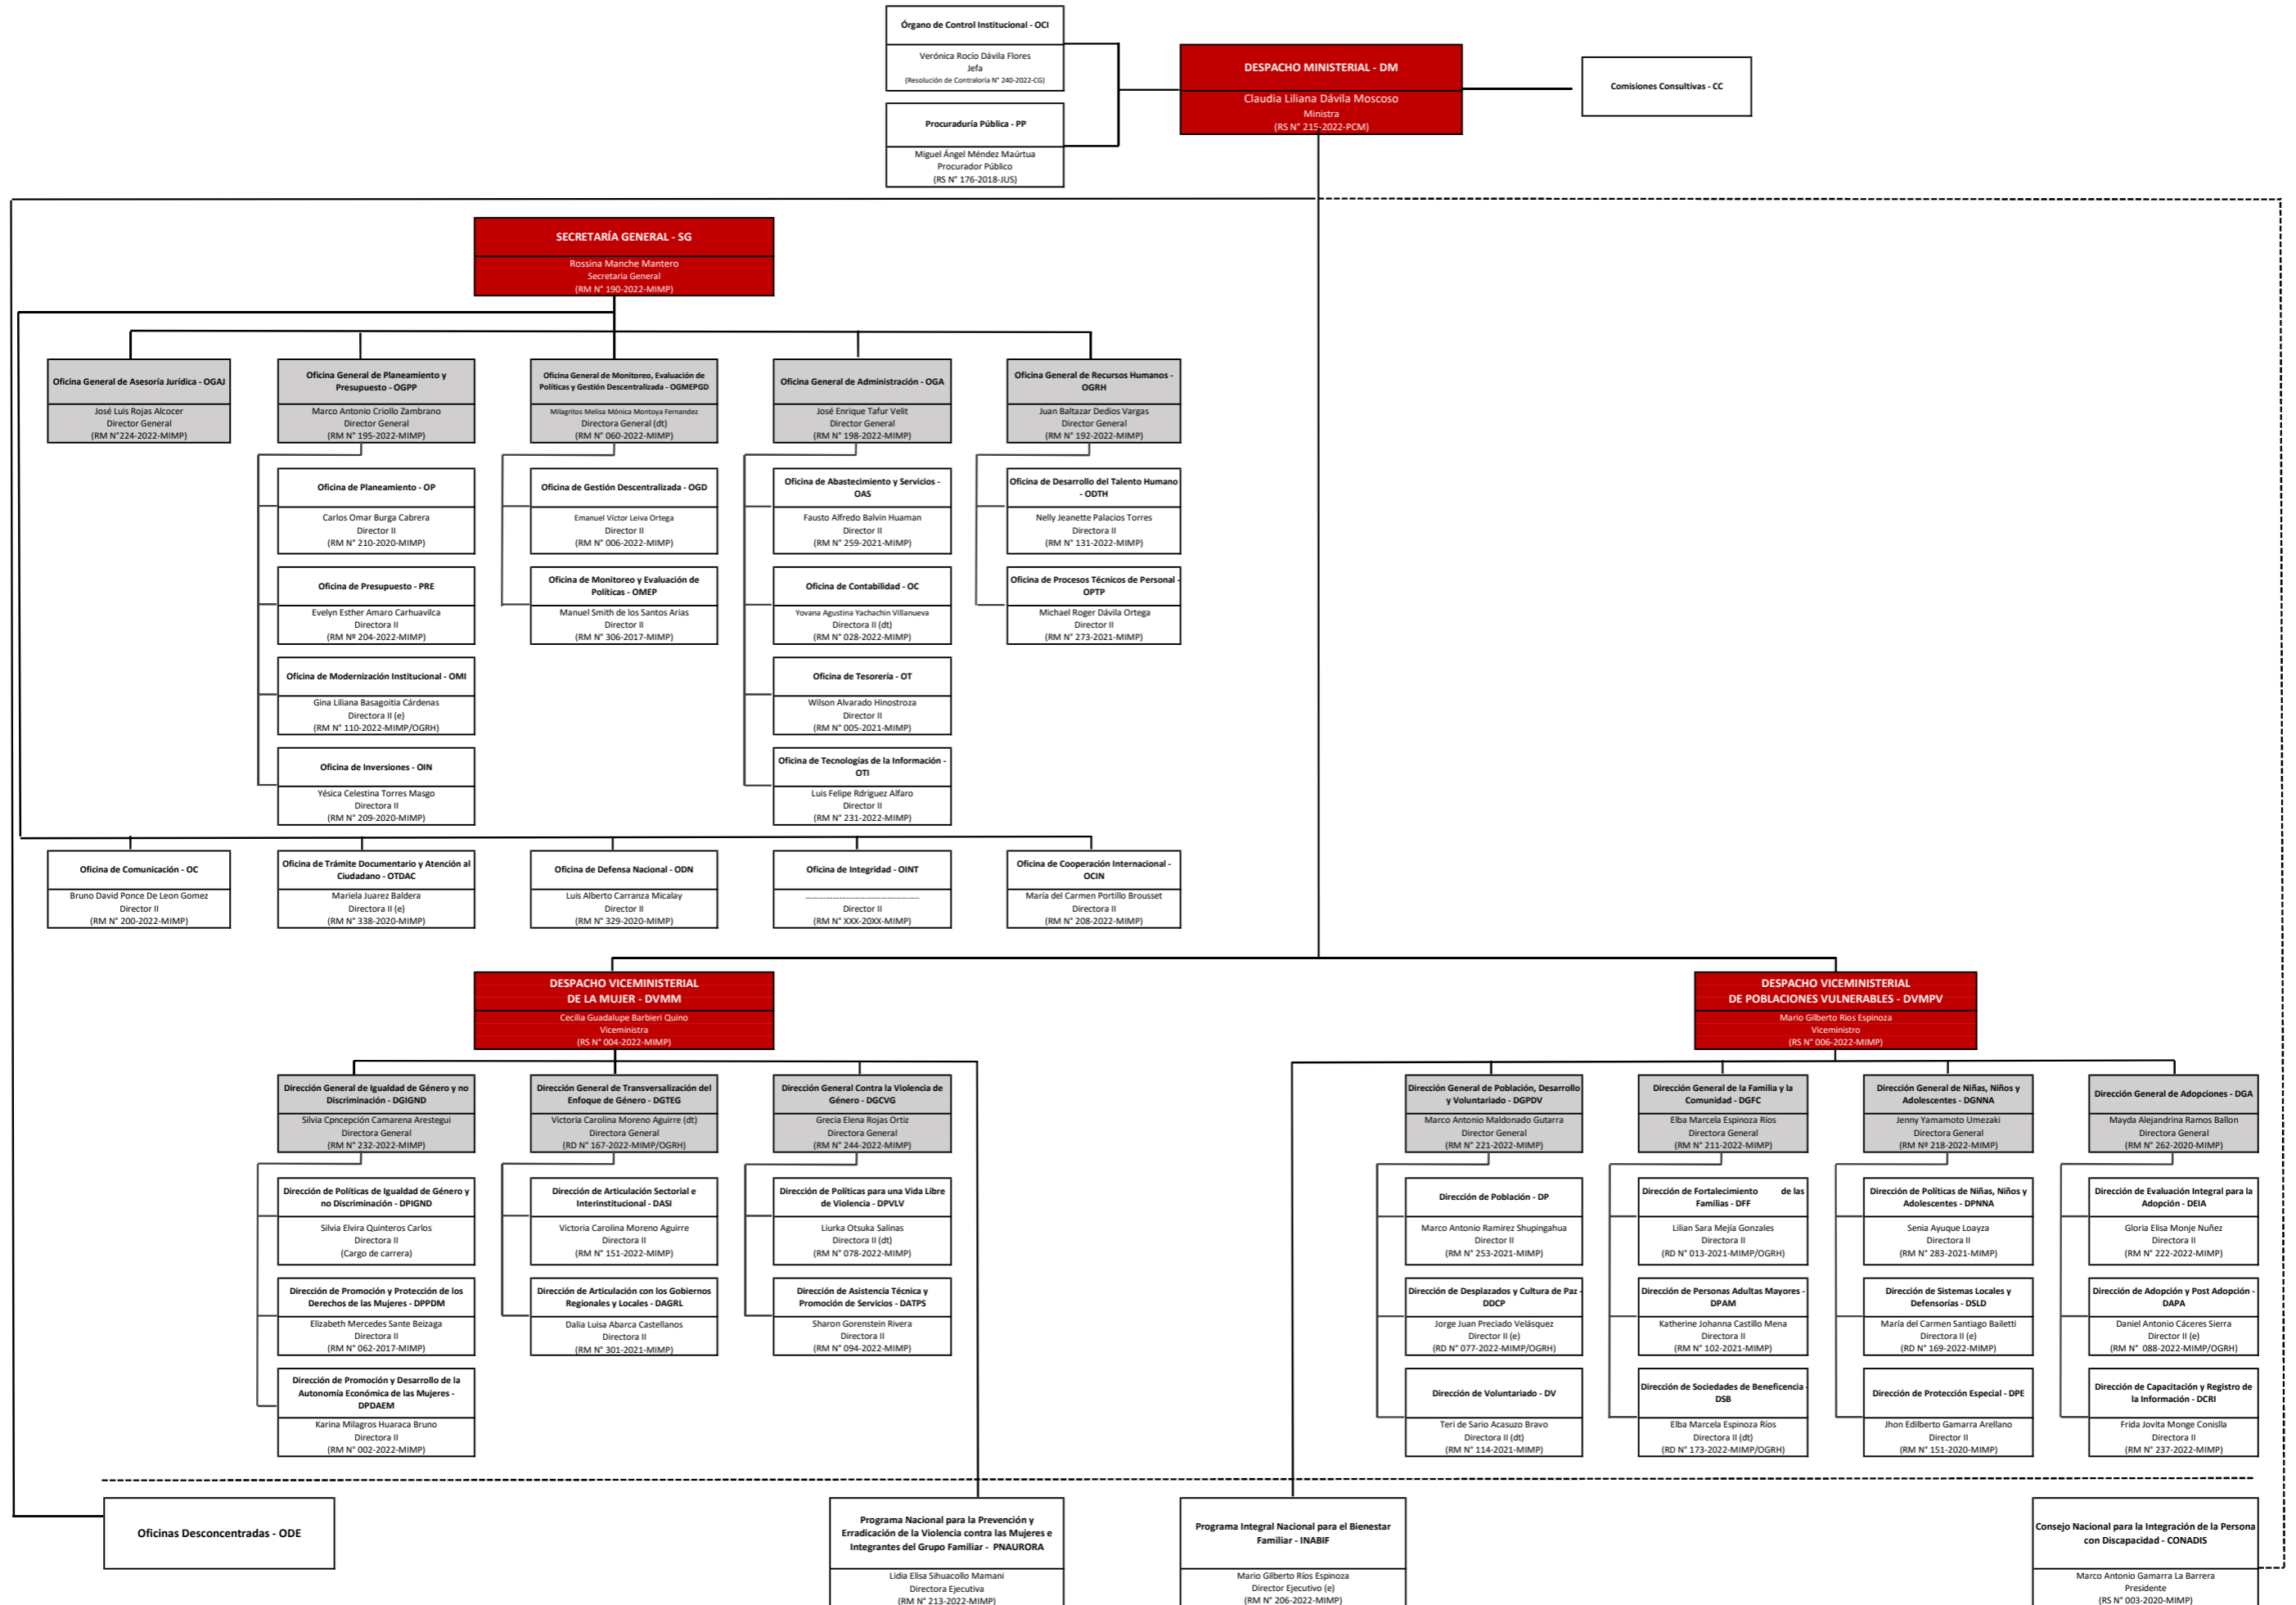 Órgano de Control Institucional - OCI
Verónica Rocío Dávila Flores
Jefa
(Resolución de Contraloría N° 240-2022-CG)
DESPACHO MINISTERIAL - DM
Claudia Liliana Dávila Moscoso
Ministra
(RS N° 215-2022-PCM)
Comisiones Consultivas - CC
Procuraduría Pública - PP
Miguel Ángel Méndez Maúrtua
Procurador Público
(RS N° 176-2018-JUS)
SECRETARÍA GENERAL - SG
Rossina Manche Mantero
Secretaria General
(RM N° 190-2022-MIMP)
Oficina General de Asesoría Jurídica - OGAJ
José Luis Rojas Alcocer
Director General
(RM N°224-2022-MIMP)
Oficina General de Planeamiento y
Presupuesto - OGPP
Marco Antonio Criollo Zambrano
Director General
(RM N° 195-2022-MIMP)
Oficina General de Monitoreo, Evaluación de
Políticas y Gestión Descentralizada - OGMEPGD
Milagritos Melisa Mónica Montoya Fernandez
Directora General (dt)
(RM N° 060-2022-MIMP)
Oficina General de Administración - OGA
José Enrique Tafur Velit
Director General
(RM N° 198-2022-MIMP)
Oficina General de Recursos Humanos -
OGRH
Juan Baltazar Dedios Vargas
Director General
(RM N° 192-2022-MIMP)
Oficina de Planeamiento - OP
Carlos Omar Burga Cabrera
Director II
(RM N° 210-2020-MIMP)
Oficina de Gestión Descentralizada - OGD
Emanuel Víctor Leiva Ortega
Director II
(RM N° 006-2022-MIMP)
Oficina de Abastecimiento y Servicios -
OAS
Fausto Alfredo Balvin Huaman
Director II
(RM N° 259-2021-MIMP)
Oficina de Desarrollo del Talento Humano
- ODTH
Nelly Jeanette Palacios Torres
Directora II
(RM N° 131-2022-MIMP)
Oficina de Presupuesto - PRE
Evelyn Esther Amaro Carhuavilca
Directora II
(RM Nº 204-2022-MIMP)
Oficina de Monitoreo y Evaluación de
Políticas - OMEP
Manuel Smith de los Santos Arias
Director II
(RM N° 306-2017-MIMP)
Oficina de Contabilidad - OC
Yovana Agustina Yachachin Villanueva
Directora II (dt)
(RM N° 028-2022-MIMP)
Oficina de Procesos Técnicos de Personal -
OPTP
Michael Roger Dávila Ortega
Director II
(RM N° 273-2021-MIMP)
Oficina de Modernización Institucional - OMI
Gina Liliana Basagoitia Cárdenas
Directora II (e)
(RM N° 110-2022-MIMP/OGRH)
Oficina de Tesorería - OT
Wilson Alvarado Hinostroza
Director II
(RM N° 005-2021-MIMP)
Oficina de Inversiones - OIN
Yésica Celestina Torres Masgo
Directora II
(RM N° 209-2020-MIMP)
Oficina de Tecnologías de la Información -
OTI
Luis Felipe Rdriguez Alfaro
Director II
(RM N° 231-2022-MIMP)
Oficina de Comunicación - OC
Bruno David Ponce De Leon Gomez
Director II
(RM N° 200-2022-MIMP)
Oficina de Trámite Documentario y Atención al
Ciudadano - OTDAC
Mariela Juarez Baldera
Directora II (e)
(RM N° 338-2020-MIMP)
Oficina de Defensa Nacional - ODN
Luis Alberto Carranza Micalay
Director II
(RM N° 329-2020-MIMP)
Oficina de Integridad - OINT
................................................
Director II
(RM N° XXX-20XX-MIMP)
Oficina de Cooperación Internacional -
OCIN
María del Carmen Portillo Brousset
Directora II
(RM N° 208-2022-MIMP)
DESPACHO VICEMINISTERIAL
DE LA MUJER - DVMM
Cecilia Guadalupe Barbieri Quino
Viceministra
(RS N° 004-2022-MIMP)
DESPACHO VICEMINISTERIAL
DE POBLACIONES VULNERABLES - DVMPV
Mario Gilberto Ríos Espinoza
Viceministro
(RS N° 006-2022-MIMP)
Dirección General de Igualdad de Género y no
Discriminación - DGIGND
Silvia Cpncepción Camarena Arestegui
Directora General
(RM N° 232-2022-MIMP)
Dirección General de Transversalización del
Enfoque de Género - DGTEG
Victoria Carolina Moreno Aguirre (dt)
Directora General
(RD N° 167-2022-MIMP/OGRH)
Dirección General Contra la Violencia de
Género - DGCVG
Grecia Elena Rojas Ortiz
Directora General
(RM N° 244-2022-MIMP)
Dirección General de Población, Desarrollo
y Voluntariado - DGPDV
Marco Antonio Maldonado Gutarra
Director General
(RM N° 221-2022-MIMP)
Dirección General de la Familia y la
Comunidad - DGFC
Elba Marcela Espinoza Ríos
Directora General
(RM N° 211-2022-MIMP)
Dirección General de Niñas, Niños y
Adolescentes - DGNNA
Jenny Yamamoto Umezaki
Directora General
(RM Nº 218-2022-MIMP)
Dirección General de Adopciones - DGA
Mayda Alejandrina Ramos Ballon
Directora General
(RM N° 262-2020-MIMP)
Dirección de Políticas de Igualdad de Género y
no Discriminación - DPIGND
Silvia Elvira Quinteros Carlos
Directora II
(Cargo de carrera)
Dirección de Articulación Sectorial e
Interinstitucional - DASI
Victoria Carolina Moreno Aguirre
Directora II
(RM N° 151-2022-MIMP)
Dirección de Políticas para una Vida Libre
de Violencia - DPVLV
Liurka Otsuka Salinas
Directora II (dt)
(RM N° 078-2022-MIMP)
Dirección de Población - DP
Marco Antonio Ramirez Shupingahua
Director II
(RM N° 253-2021-MIMP)
Dirección de Fortalecimiento de las
Familias - DFF
Lilian Sara Mejía Gonzales
Directora II
(RD N° 013-2021-MIMP/OGRH)
Dirección de Políticas de Niñas, Niños y
Adolescentes - DPNNA
Senia Ayuque Loayza
Directora II
(RM N° 283-2021-MIMP)
Dirección de Evaluación Integral para la
Adopción - DEIA
Gloria Elisa Monje Nuñez
Directora II
(RM N° 222-2022-MIMP)
Dirección de Promoción y Protección de los
Derechos de las Mujeres - DPPDM
Elizabeth Mercedes Sante Beizaga
Directora II
(RM N° 062-2017-MIMP)
Dirección de Articulación con los Gobiernos
Regionales y Locales - DAGRL
Dalia Luisa Abarca Castellanos
Directora II
(RM N° 301-2021-MIMP)
Dirección de Asistencia Técnica y
Promoción de Servicios - DATPS
Sharon Gorenstein Rivera
Directora II
(RM N° 094-2022-MIMP)
Dirección de Desplazados y Cultura de Paz -
DDCP
Jorge Juan Preciado Velásquez
Director II (e)
(RD N° 077-2022-MIMP/OGRH)
Dirección de Personas Adultas Mayores -
DPAM
Katherine Johanna Castillo Mena
Directora II
(RM N° 102-2021-MIMP)
Dirección de Sistemas Locales y
Defensorías - DSLD
María del Carmen Santiago Bailetti
Directora II (e)
(RD N° 169-2022-MIMP)
Dirección de Adopción y Post Adopción -
DAPA
Daniel Antonio Cáceres Sierra
Director II (e)
(RM N° 088-2022-MIMP/OGRH)
Dirección de Promoción y Desarrollo de la
Autonomía Económica de las Mujeres -
DPDAEM
Karina Milagros Huaraca Bruno
Directora II
(RM N° 002-2022-MIMP)
Dirección de Voluntariado - DV
Teri de Sario Acasuzo Bravo
Directora II (dt)
(RM N° 114-2021-MIMP)
Dirección de Sociedades de Beneficencia -
DSB
Elba Marcela Espinoza Ríos
Directora II (dt)
(RD N° 173-2022-MIMP/OGRH)
Dirección de Protección Especial - DPE
Jhon Edilberto Gamarra Arellano
Director II
(RM N° 151-2020-MIMP)
Dirección de Capacitación y Registro de
la Información - DCRI
Frida Jovita Monge Conislla
Directora II
(RM N° 237-2022-MIMP)
Oficinas Desconcentradas - ODE
Programa Nacional para la Prevención y
Erradicación de la Violencia contra las Mujeres e
Integrantes del Grupo Familiar - PNAURORA
Lidia Elisa Sihuacollo Mamani
Directora Ejecutiva
(RM N° 213-2022-MIMP)
Programa Integral Nacional para el Bienestar
Familiar - INABIF
Mario Gilberto Ríos Espinoza
Director Ejecutivo (e)
(RM N° 206-2022-MIMP)
Consejo Nacional para la Integración de la Persona
con Discapacidad - CONADIS
Marco Antonio Gamarra La Barrera
Presidente
(RS N° 003-2020-MIMP)